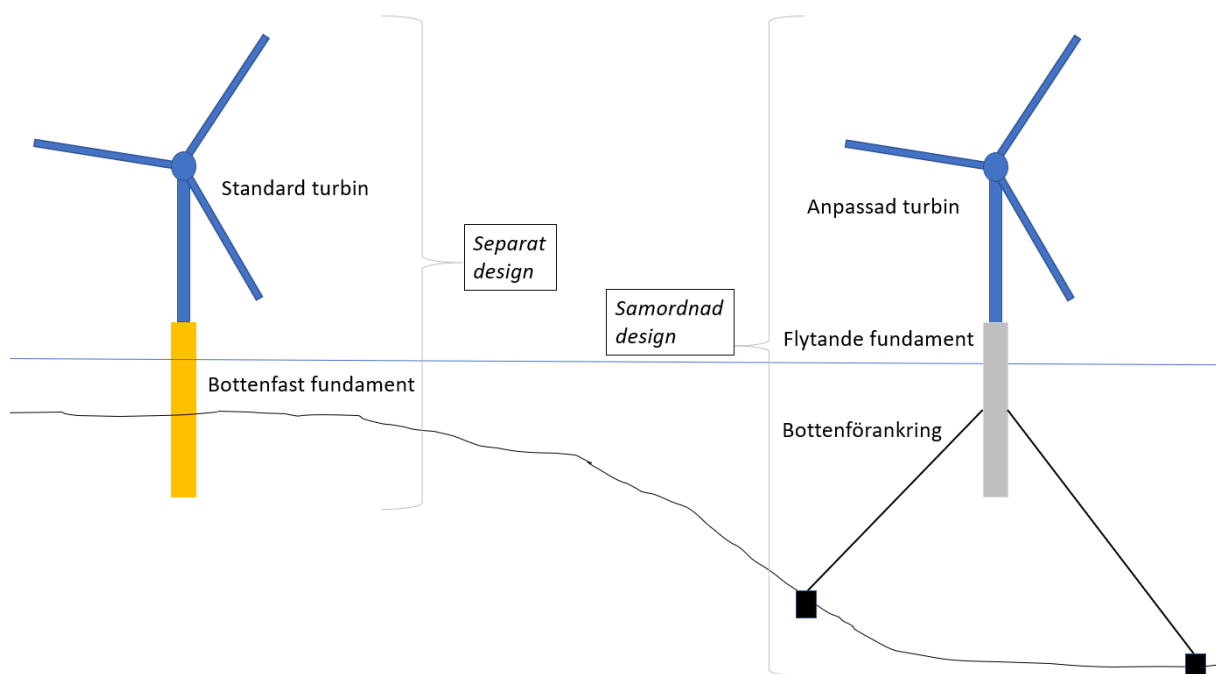 Standard turbin
Separat
design
Bottenfast fundament
Anpassad turbin
Samordnad
design
Flytande fundament
Bottenförankring